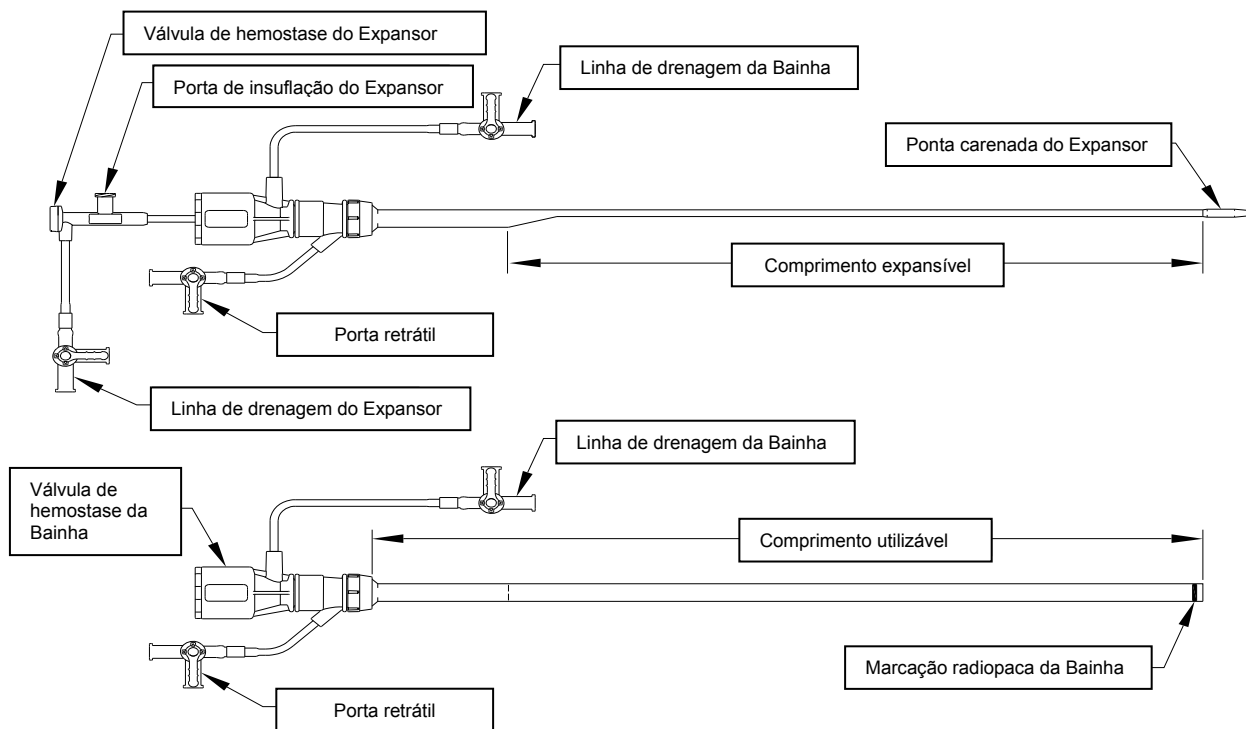 Válvula de hemostase do Expansor
Porta de insuflação do Expansor
Linha de drenagem da Bainha
Ponta carenada do Expansor
Comprimento expansível
Porta retrátil
Linha de drenagem do Expansor
Linha de drenagem da Bainha
Válvula de
hemostase da
Bainha
Comprimento utilizável
Marcação radiopaca da Bainha
Porta retrátil